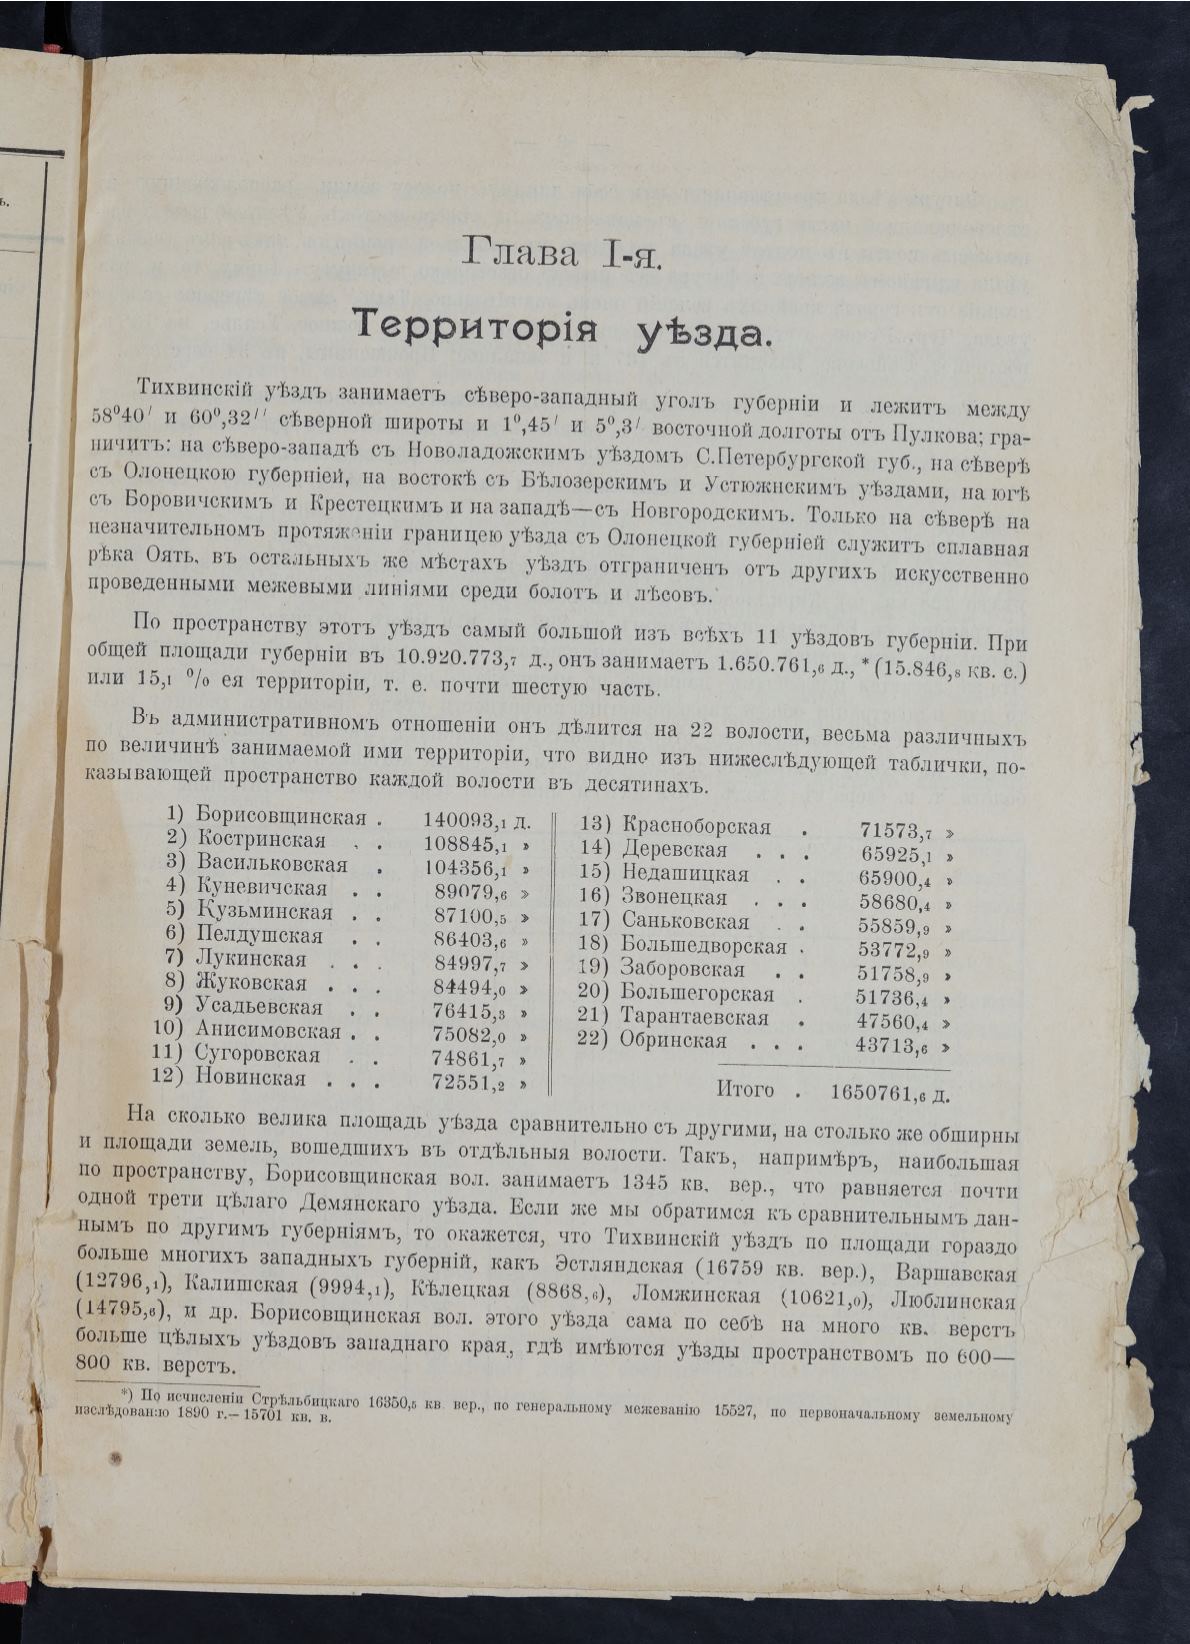 ъ.
Глава I-я.
Территорія уѣзда.
Тихвинскій уѣздъ занимаетъ сѣверо-западный уголъ губерніи и лежитъ между
58⁰40′ и 60⁰,32′′ сѣверной широты и 1⁰,45′ и 5⁰,3′ восточной долготы отъ Пулкова; гра-
ничитъ: на сѣверо-западѣ съ Новоладожскимъ уѣздомъ С.Петербургской губ., на сѣверѣ
съ Олонецкою губерніей, на востокѣ съ Бѣлозерскимъ и Устюжнскимъ уѣздами, на югѣ
съ Боровичскимъ и Крестецкимъ и на западѣ—съ Новгородскимъ. Только на сѣверѣ на
незначительномъ протяженіи границею уѣзда съ Олонецкой губерніей служитъ сплавная
рѣка Оять, въ остальныхъ же мѣстахъ уѣздъ отграниченъ отъ другихъ искусственно
проведенными межевыми линіями среди болотъ и лѣсовъ.
По пространству этотъ уѣздъ самый большой изъ всѣхъ 11 уѣздовъ губерніи. При
общей площади губерніи въ 10.920.773,7 д., онъ занимаетъ 1.650.761,6 д., * (15.846,8 кв. с.)
или 15,1 % ея территоріи, т. е. почти шестую часть.
Въ административномъ отношеніи онъ дѣлится на 22 волости, весьма различныхъ
по величинѣ занимаемой ими территоріи, что видно изъ нижеслѣдующей таблички, по-
казывающей пространство каждой волости въ десятинахъ.
1) Борисовщинская . 140093,1 д.
2) Костринская . . 108845,1 »
3) Васильковская . 104356,1 »
4) Куневичская . . 89079,6 »
5) Кузьминская . . 87100,5 »
6) Пелдушская . . 86403,6 »
7) Лукинская . . . 84997,7 »
8) Жуковская . . . 84494,0 »
9) Усадьевская . . 76415,3 »
10) Анисимовская . . 75082,0 »
11) Сугоровская . . 74861,7 »
12) Новинская . . . 72551,2 »
13) Красноборская . 71573,7 »
14) Деревская . . . 65925,1 »
15) Недашицкая . . 65900,4 »
16) Звонецкая . . . 58680,4 »
17) Саньковская . . 55859,9 »
18) Большедворская . 53772,9 »
19) Заборовская . . 51758,9 »
20) Большегорская . 51736,4 »
21) Тарантаевская . 47560,4 »
22) Обринская . . . 43713,6 »
Итого . 1650761,6 д.
На сколько велика площадь уѣзда сравнительно съ другими, на столько же обширны
и площади земель, вошедшихъ въ отдѣльныя волости. Такъ, напримѣръ, наибольшая
по пространству, Борисовщинская вол. занимаетъ 1345 кв. вер., что равняется почти
одной трети цѣлаго Демянскаго уѣзда. Если же мы обратимся къ сравнительнымъ дан-
нымъ по другимъ губерніямъ, то окажется, что Тихвинскій уѣздъ по площади гораздо
больше многихъ западныхъ губерній, какъ Эстляндская (16759 кв. вер.), Варшавская
(12796,1), Калишская (9994,1), Кѣлецкая (8868,6), Ломжинская (10621,0), Люблинская
(14795,6), и др. Борисовщинская вол. этого уѣзда сама по себѣ на много кв. верстъ
больше цѣлыхъ уѣздовъ западнаго края, гдѣ имѣются уѣзды пространствомъ по 600—
800 кв. верстъ.
*) По исчисленіи Стрѣльбицкаго 16350,5 кв вер., по генеральному межеванію 15527, по первоначальному земельному
изслѣдованію 1890 г.—15701 кв. в.